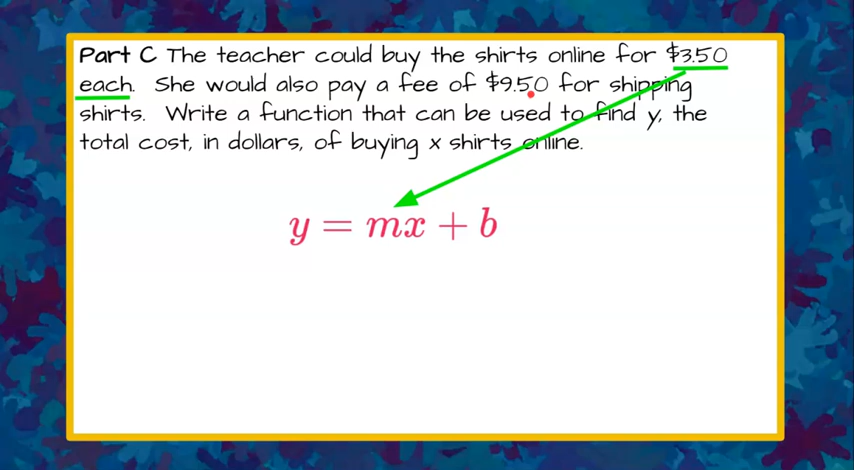 Part C The teacher could buy the shirts online for $3.50
each. She would also pay a fee of $9.50 for shipping
shirts. Write a function that can be used to find y, the
total cost, in dollars, of buying x shirts online.
y = mx + b